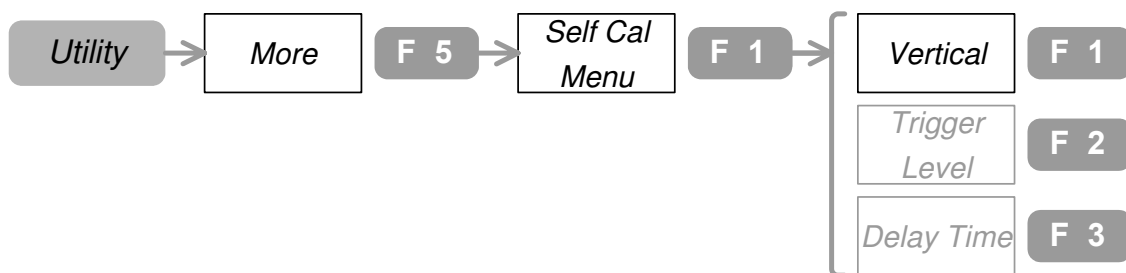 Utility
More
F 5
Self Cal
Menu
F 1
Vertical
F 1
Trigger
Level
F 2
Delay Time
F 3